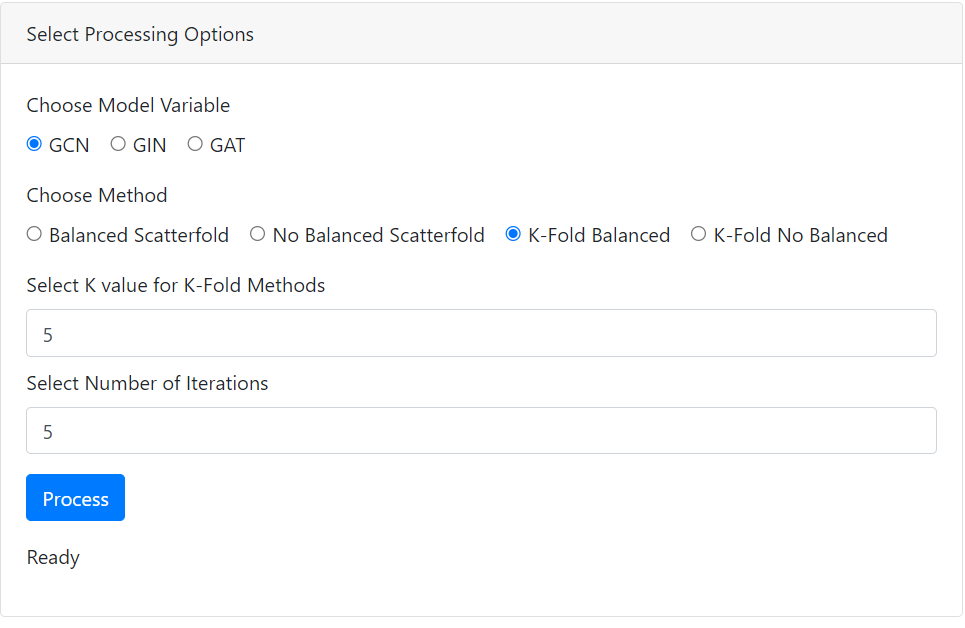 Select Processing Options
Choose Model Variable
GCN GIN GAT
Choose Method
Balanced Scatterfold No Balanced Scatterfold K-Fold Balanced K-Fold No Balanced
Select K value for K-Fold Methods
5
Select Number of Iterations
5
Process
Ready